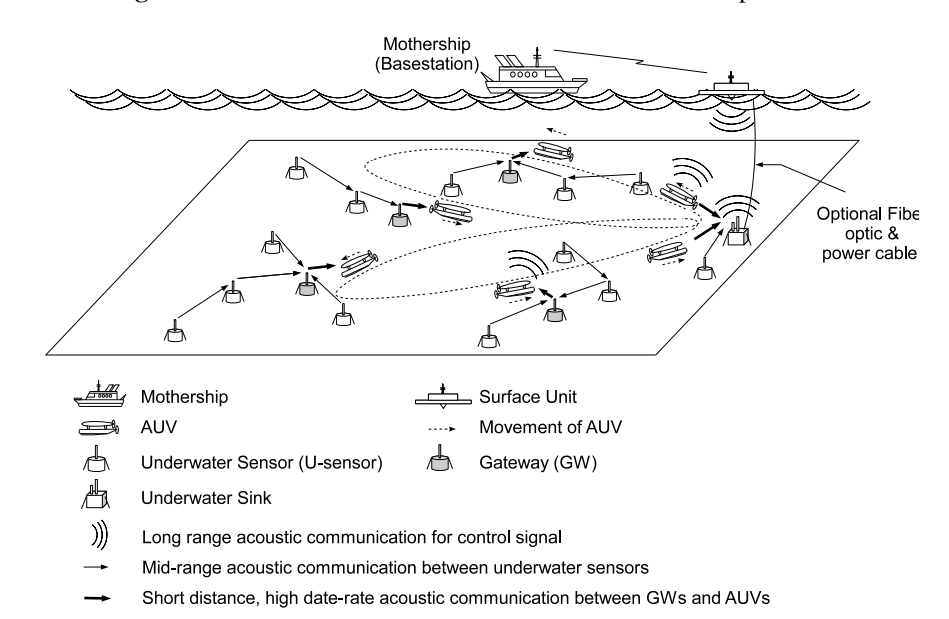 Mothership
(Basestation)
Optional Fibe
optic &
power cable
Mothership
Surface Unit
AUV
Movement of AUV
Underwater Sensor (U-sensor)
Gateway (GW)
Underwater Sink
Long range acoustic communication for control signal
Mid-range acoustic communication between underwater sensors
Short distance, high date-rate acoustic communication between GWs and AUVs